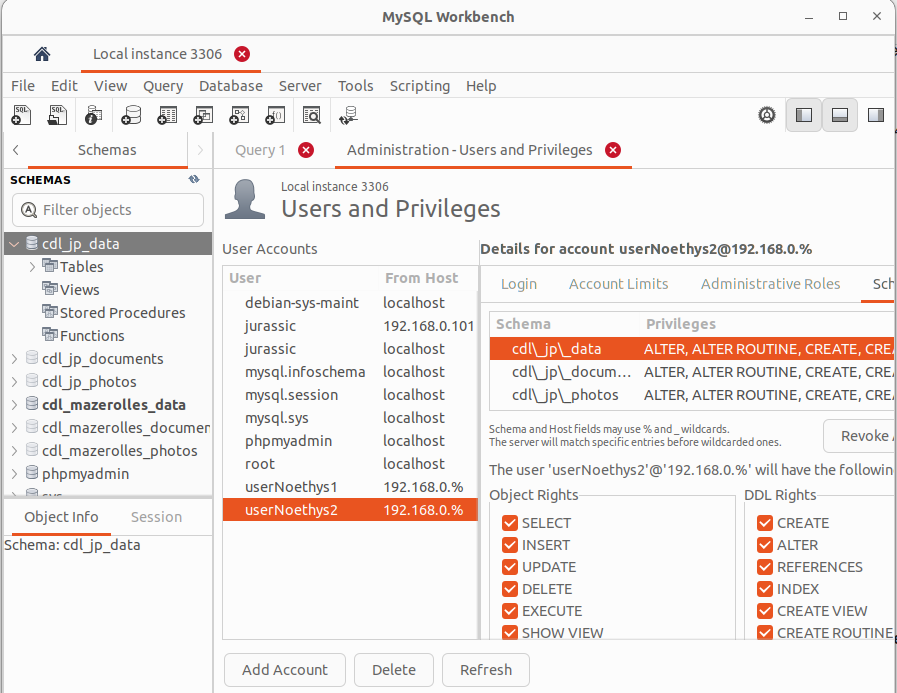 MySQL Workbench
Local instance 3306
File Edit View Query Database Server Tools Scripting Help
Schemas
Query 1
Administration - Users and Privileges
SCHEMAS
Filter objects
cdl_jp_data
Tables
Views
Stored Procedures
Functions
cdl_jp_documents
cdl_jp_photos
cdl_mazerolles_data
cdl_mazerolles_documen
cdl_mazerolles_photos
phpmyadmin
sys
Object Info Session
Schema: cdl_jp_data
Local instance 3306
Users and Privileges
User Accounts
User From Host
debian-sys-maint localhost
jurassic 192.168.0.101
jurassic localhost
mysql.infoschema localhost
mysql.session localhost
mysql.sys localhost
phpmyadmin localhost
root localhost
userNoethys1 192.168.0.%
userNoethys2 192.168.0.%
Add Account Delete Refresh
Details for account userNoethys2@192.168.0.%
Login Account Limits Administrative Roles Sch
Schema Privileges
cdl\_jp\_data ALTER, ALTER ROUTINE, CREATE, CREA
cdl\_jp\_docum... ALTER, ALTER ROUTINE, CREATE, CREA
cdl\_jp\_photos ALTER, ALTER ROUTINE, CREATE, CREA
Schema and Host fields may use % and _ wildcards.
The server will match specific entries before wildcarded ones.
Revoke A
The user 'userNoethys2'@'192.168.0.%' will have the following
Object Rights
SELECT
INSERT
UPDATE
DELETE
EXECUTE
SHOW VIEW
DDL Rights
CREATE
ALTER
REFERENCES
INDEX
CREATE VIEW
CREATE ROUTINE